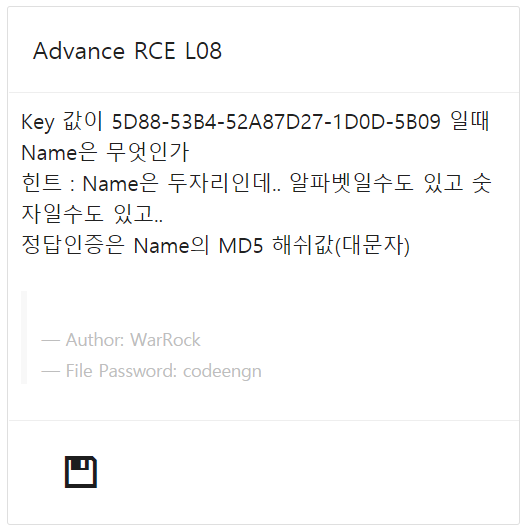 Advance RCE L08
Key 값이 5D88-53B4-52A87D27-1D0D-5B09 일때
Name은 무엇인가
힌트 : Name은 두자리인데.. 알파벳일수도 있고 숫
자일수도 있고..
정답인증은 Name의 MD5 해쉬값(대문자)
— Author: WarRock
— File Password: codeengn